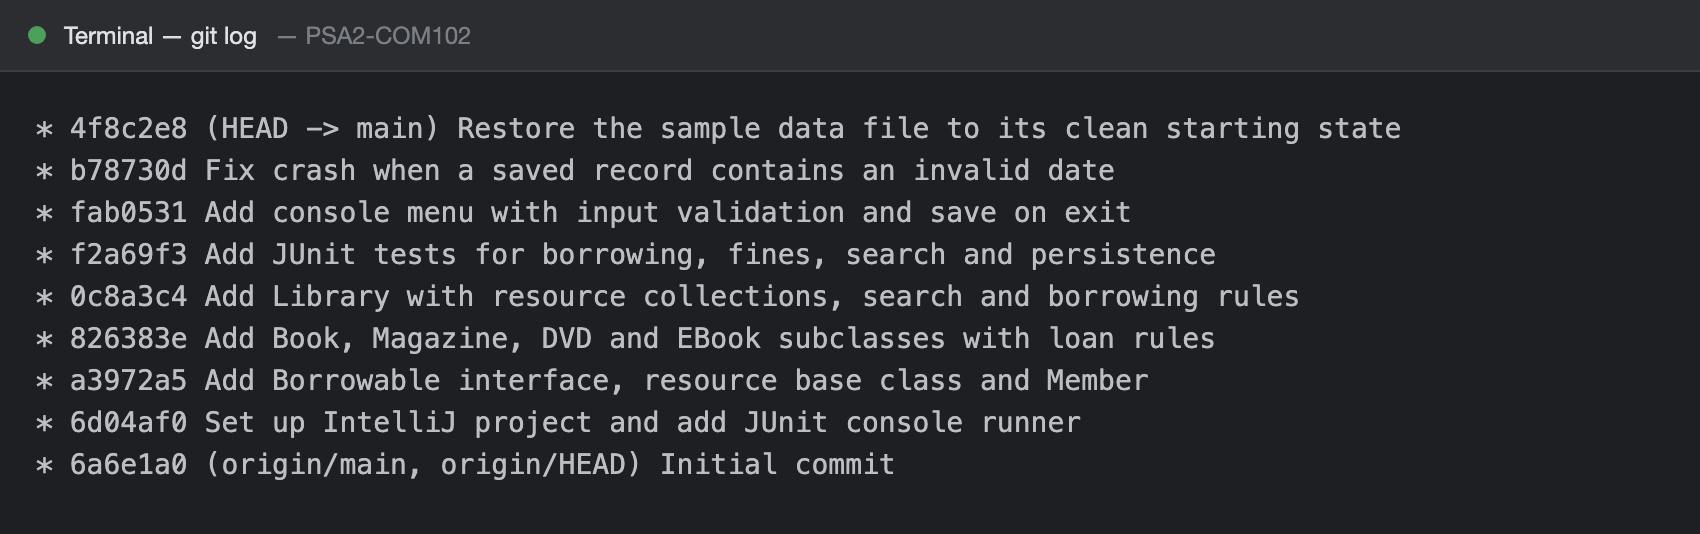 Terminal — git log — PSA2-COM102
* 4f8c2e8 (HEAD -> main) Restore the sample data file to its clean starting state
* b78730d Fix crash when a saved record contains an invalid date
* fab0531 Add console menu with input validation and save on exit
* f2a69f3 Add JUnit tests for borrowing, fines, search and persistence
* 0c8a3c4 Add Library with resource collections, search and borrowing rules
* 826383e Add Book, Magazine, DVD and EBook subclasses with loan rules
* a3972a5 Add Borrowable interface, resource base class and Member
* 6d04af0 Set up IntelliJ project and add JUnit console runner
* 6a6e1a0 (origin/main, origin/HEAD) Initial commit